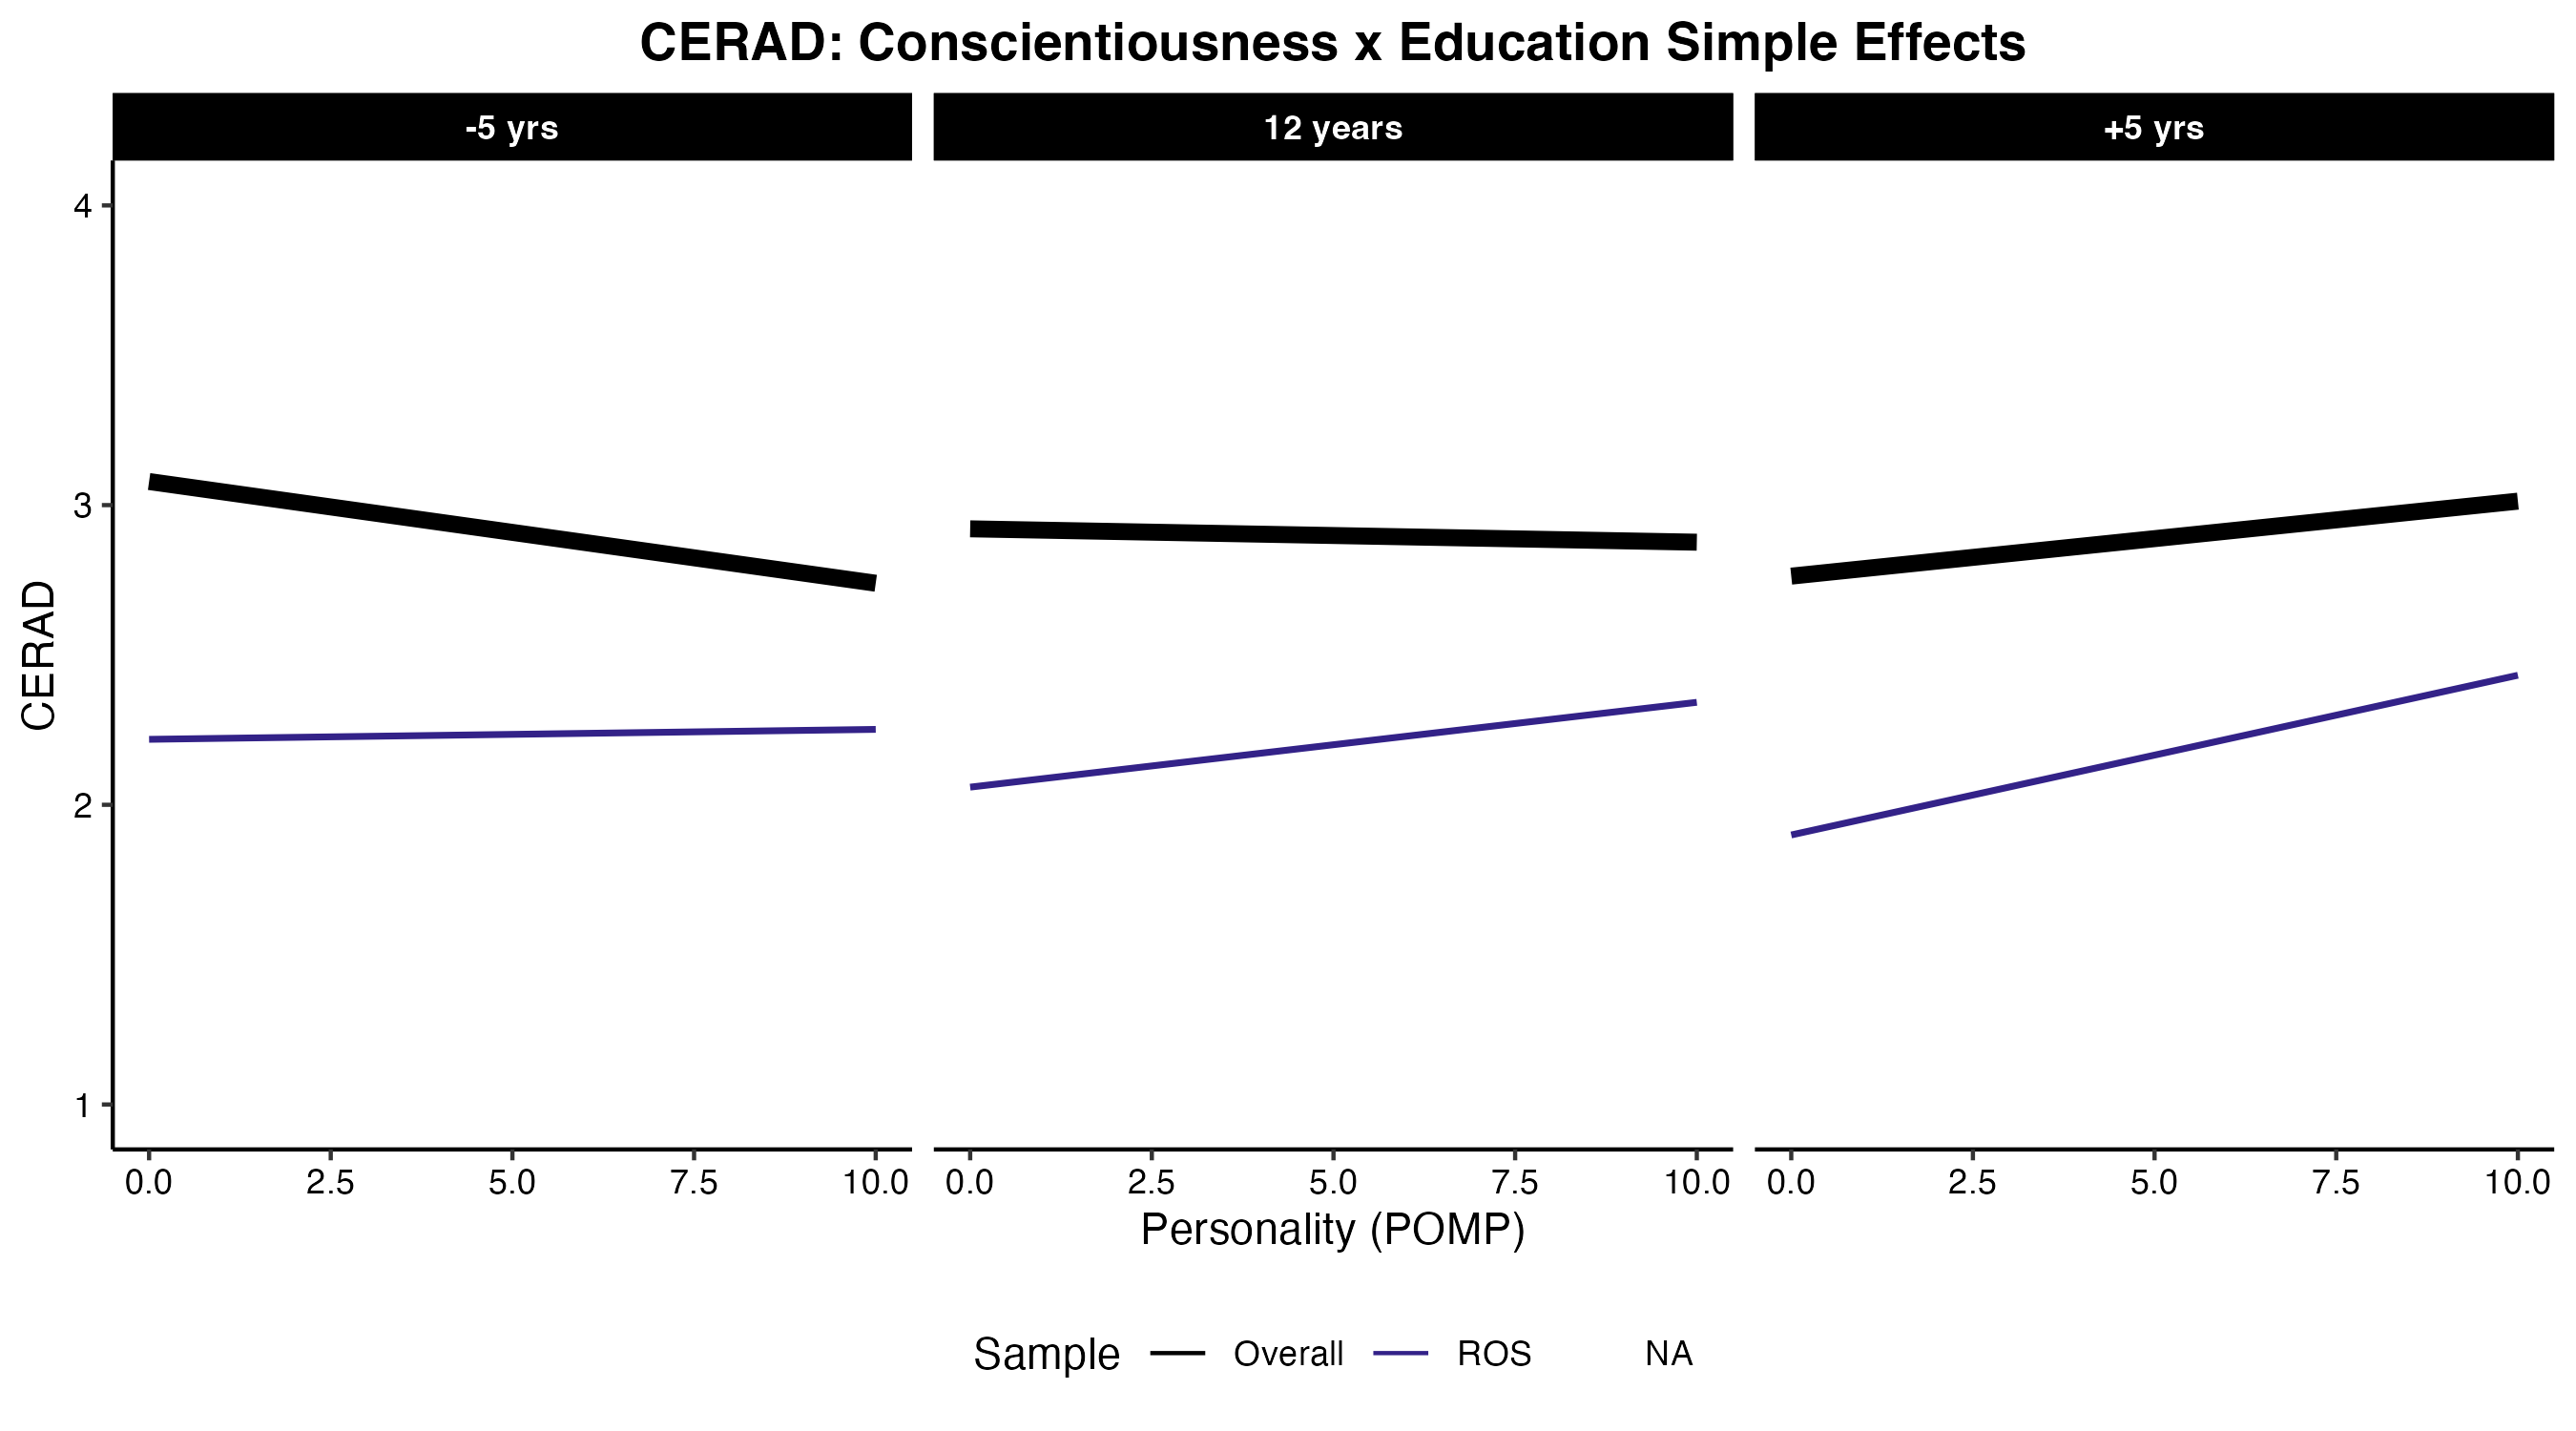 CERAD: Conscientiousness x Education Simple Effects
-5 yrs 12 years +5 yrs
4
3
2
1
CERAD
0.0 2.5 5.0 7.5 10.0 0.0 2.5 5.0 7.5 10.0 0.0 2.5 5.0 7.5 10.0
Personality (POMP)
Sample Overall ROS NA